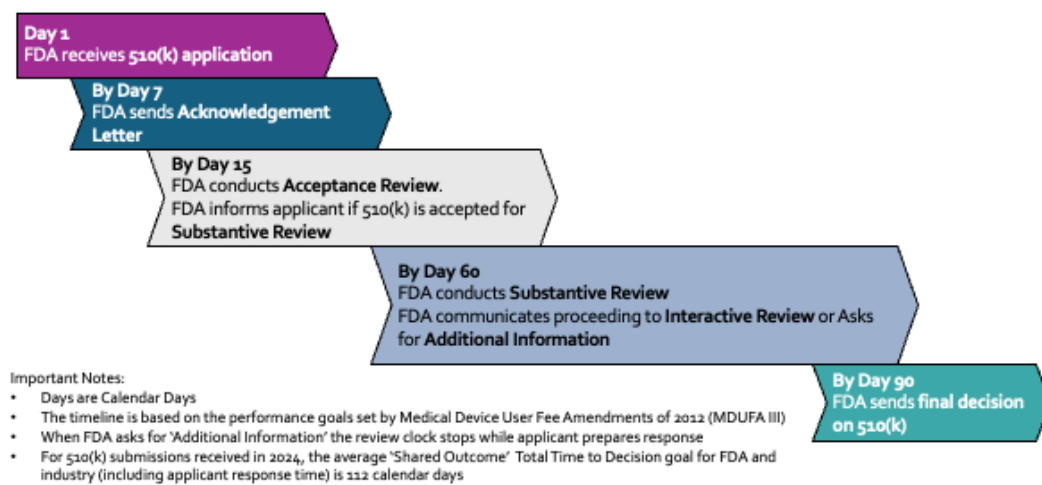 Day 1
FDA receives 510(k) application
By Day 7
FDA sends Acknowledgement
Letter
By Day 15
FDA conducts Acceptance Review.
FDA informs applicant if 510(k) is accepted for
Substantive Review
By Day 60
FDA conducts Substantive Review
FDA communicates proceeding to Interactive Review or Asks
for Additional Information
By Day 90
FDA sends final decision
on 510(k)
Important Notes:
• Days are Calendar Days
• The timeline is based on the performance goals set by Medical Device User Fee Amendments of 2012 (MDUFA III)
• When FDA asks for 'Additional Information' the review clock stops while applicant prepares response
• For 510(k) submissions received in 2024, the average 'Shared Outcome' Total Time to Decision goal for FDA and
industry (including applicant response time) is 112 calendar days